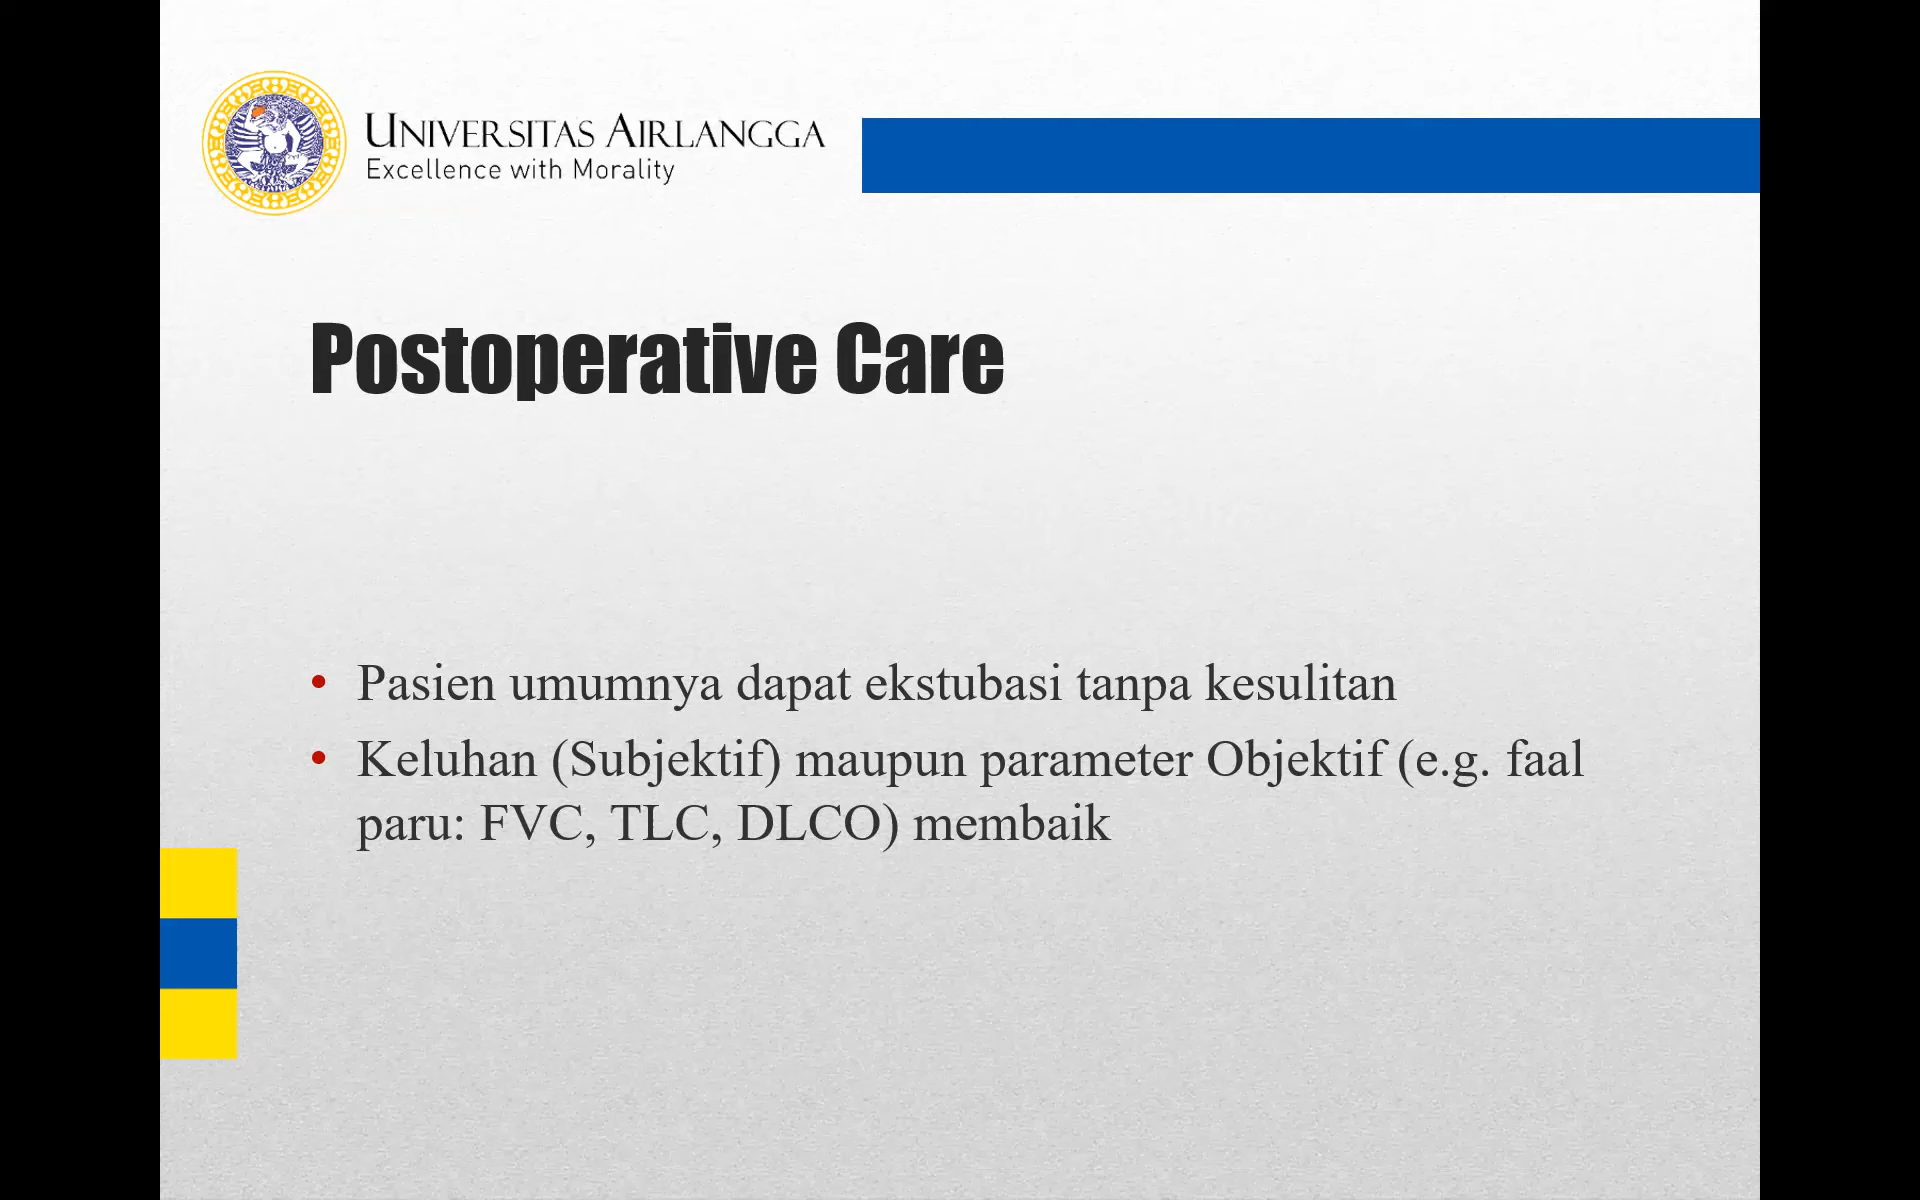 UNIVERSITAS AIRLANGGA
Excellence with Morality
Postoperative Care
• Pasien umumnya dapat ekstubasi tanpa kesulitan
• Keluhan (Subjektif) maupun parameter Objektif (e.g. faal
paru: FVC, TLC, DLCO) membaik